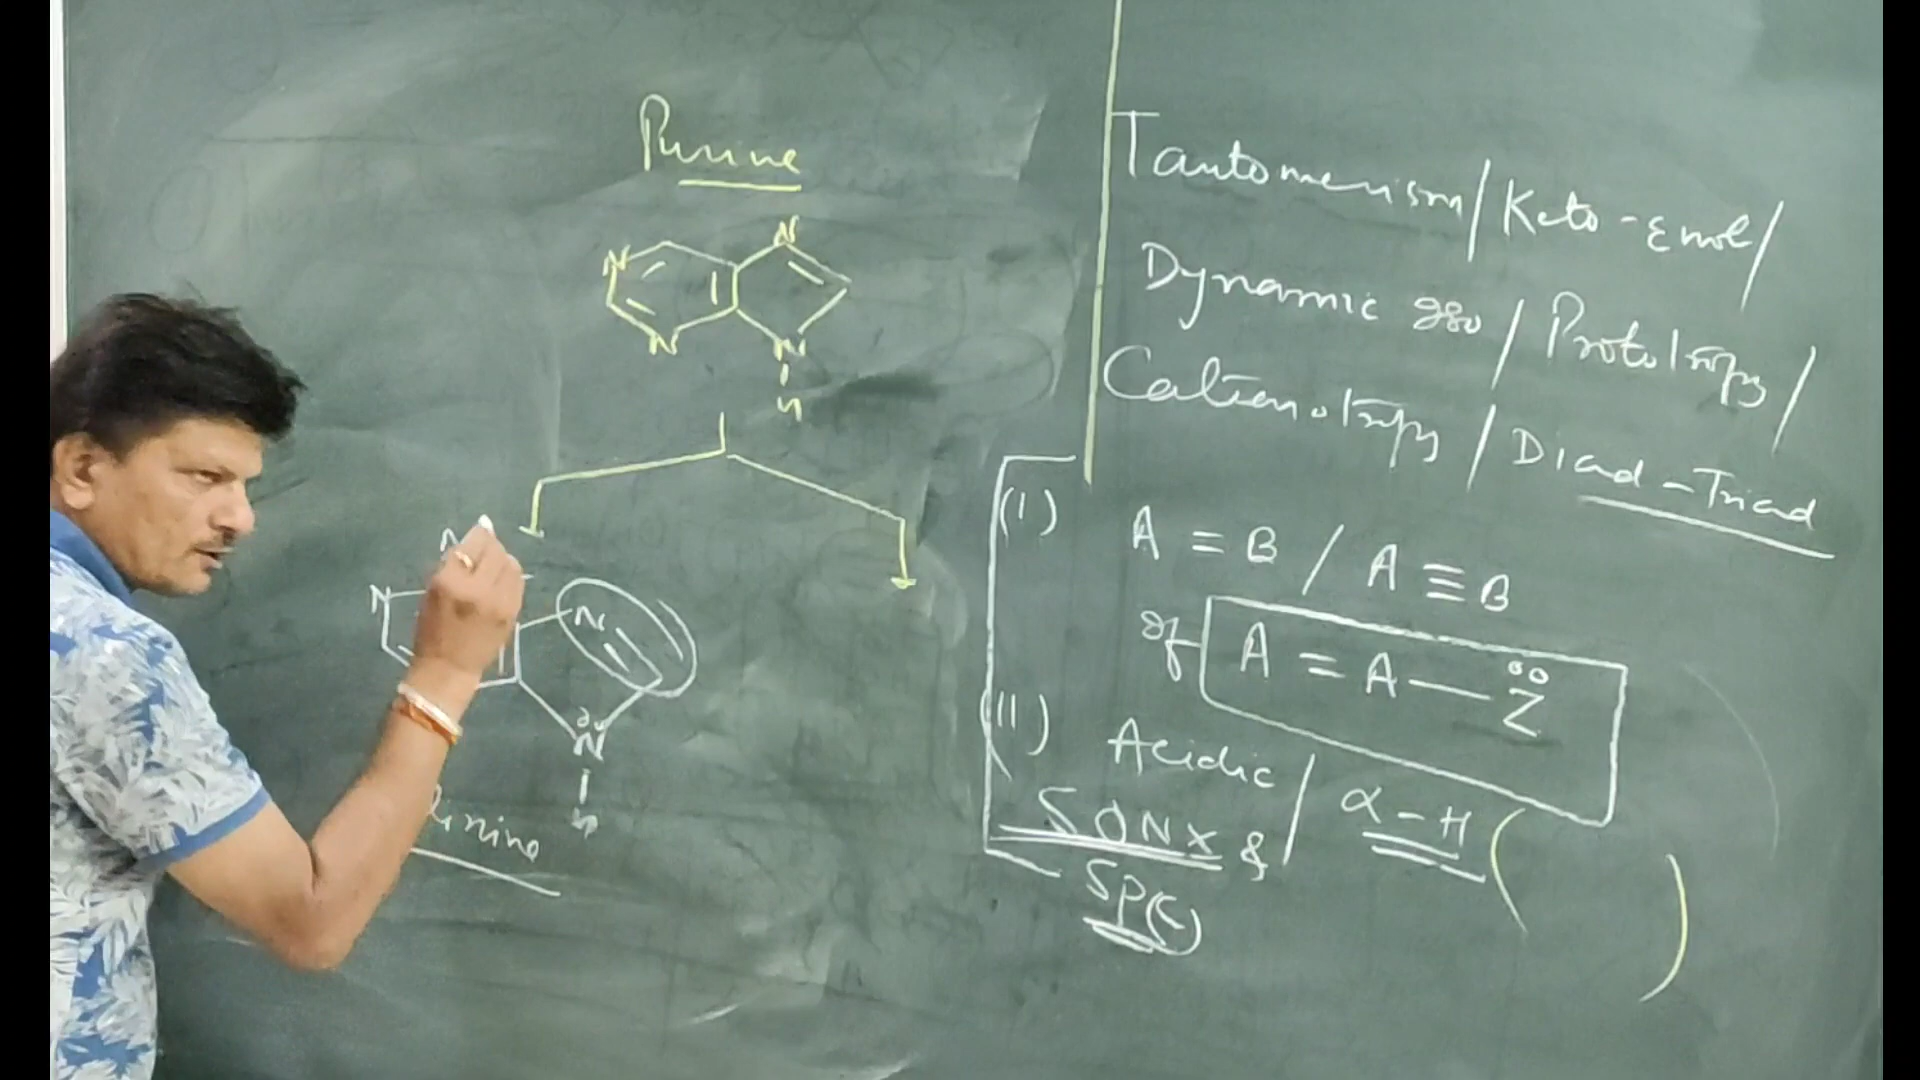 Purine
N
N
N
N
H
N
N
N
H
Tautomerism/Keto-Enol/
Dynamic Iso/Prototropy/
Cationotropy/Diad-Triad
(I) A = B / A ≡ B
of A = A — Z̈
(II) Acidic / α-H ( )
SONX &
SP(C)